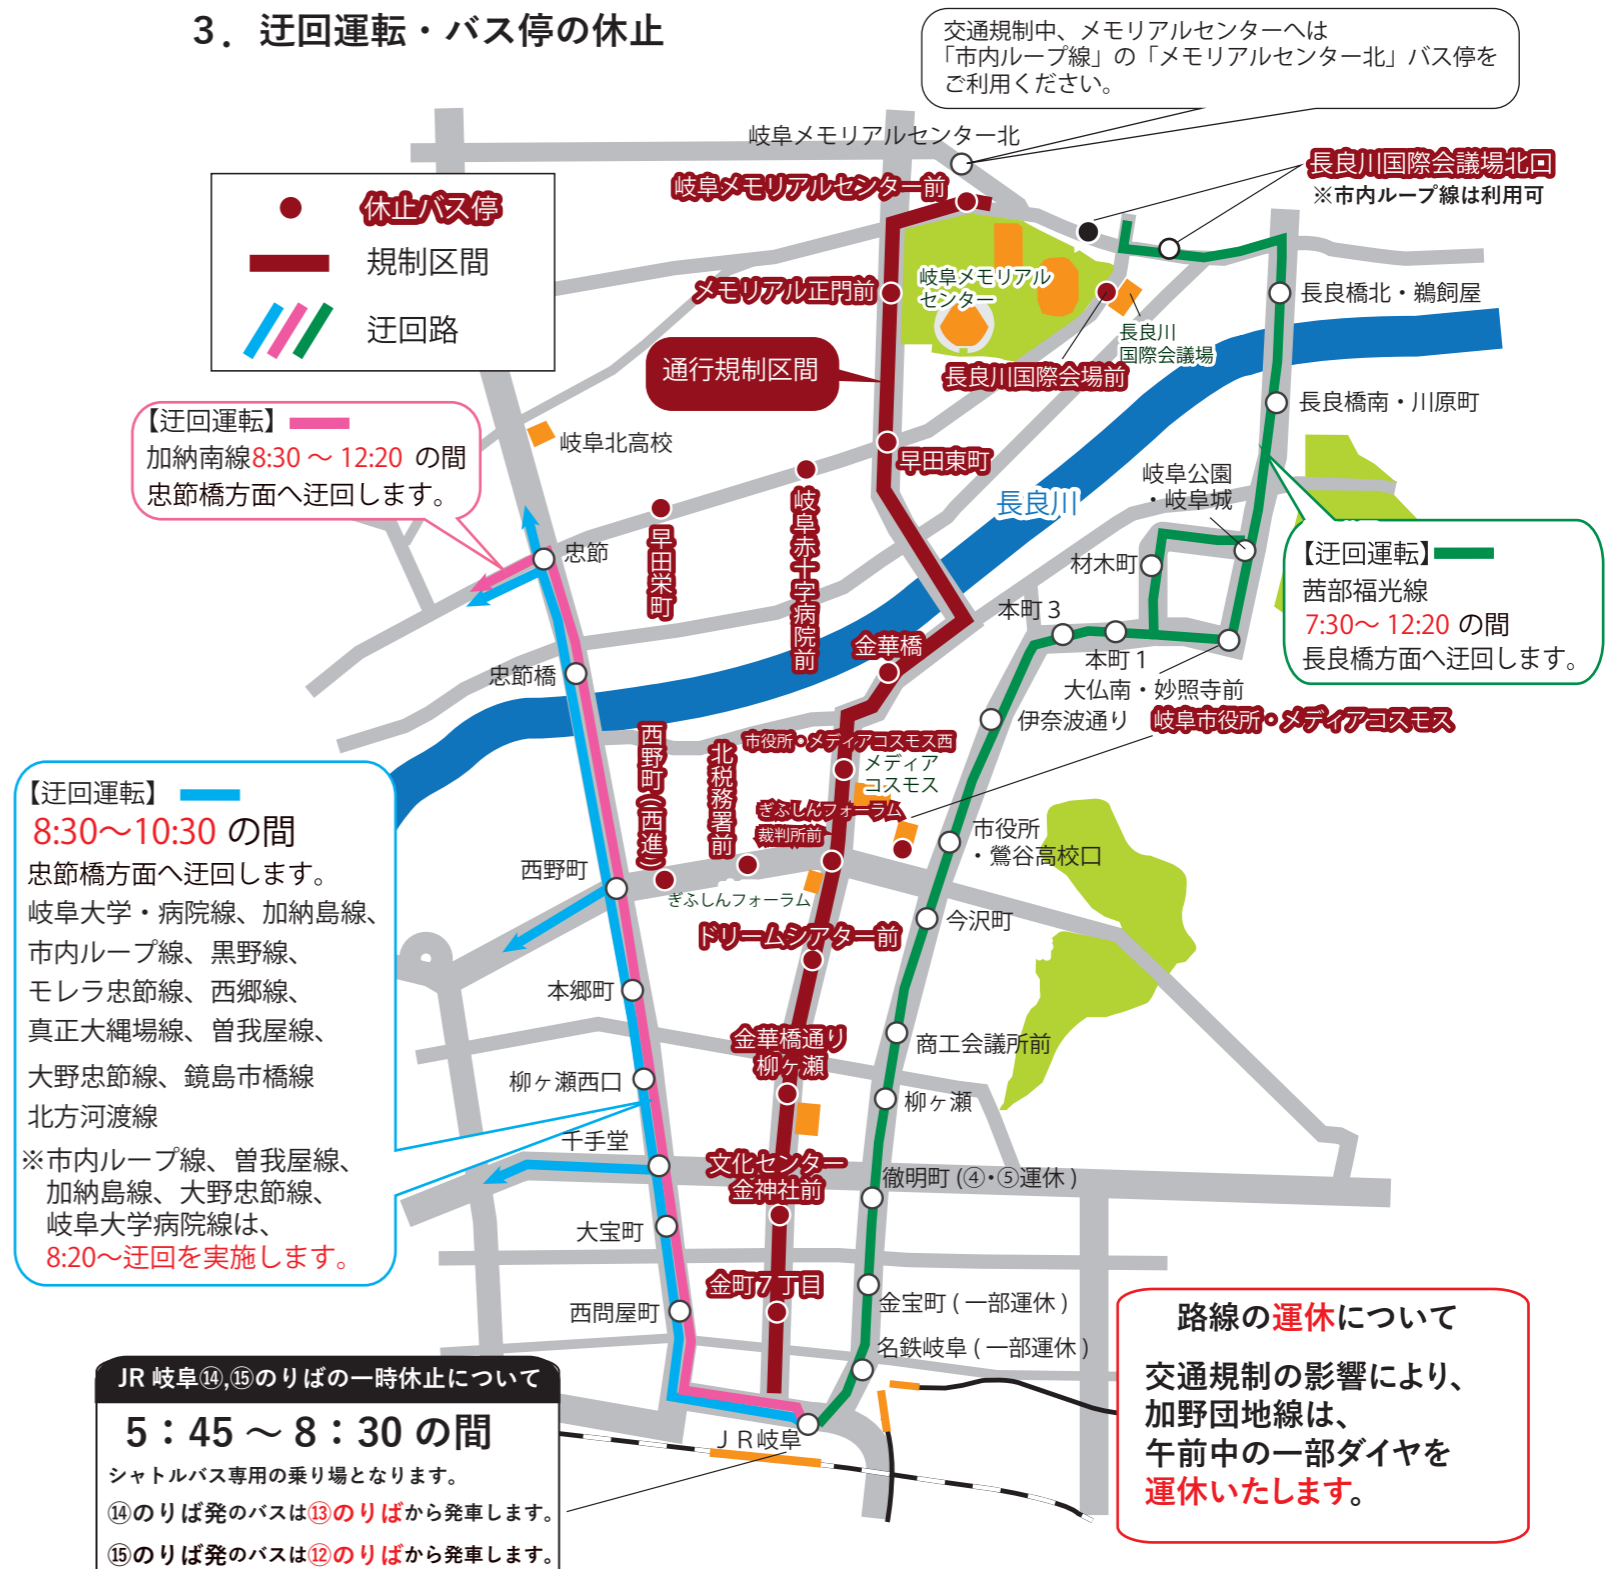 3．迂回運転・バス停の休止
交通規制中、メモリアルセンターへは
「市内ループ線」の「メモリアルセンター北」バス停を
ご利用ください。
休止バス停
規制区間
迂回路
岐阜メモリアルセンター北
岐阜メモリアルセンター前
長良川国際会議場北口
※市内ループ線は利用可
メモリアル正門前
岐阜メモリアル
センター
長良川
国際会議場
長良川国際会場前
長良橋北・鵜飼屋
通行規制区間
長良橋南・川原町
【迂回運転】
加納南線8:30 ～ 12:20 の間
忠節橋方面へ迂回します。
岐阜北高校
早田東町
岐阜赤十字病院前
早田栄町
長良川
岐阜公園
・岐阜城
忠節
材木町
【迂回運転】
茜部福光線
7:30～ 12:20 の間
長良橋方面へ迂回します。
本町 3
本町 1
金華橋
忠節橋
大仏南・妙照寺前
伊奈波通り
岐阜市役所・メディアコスモス
西野町（西進）
北税務署前
市役所・メディアコスモス西
メディア
コスモス
ぎふしんフォーラム
裁判所前
市役所
・鶯谷高校口
【迂回運転】
8:30～10:30 の間
忠節橋方面へ迂回します。
岐阜大学・病院線、加納島線、
市内ループ線、黒野線、
モレラ忠節線、西郷線、
真正大縄場線、曽我屋線、
大野忠節線、鏡島市橋線
北方河渡線
※市内ループ線、曽我屋線、
加納島線、大野忠節線、
岐阜大学病院線は、
8:20～迂回を実施します。
西野町
ぎふしんフォーラム
今沢町
ドリームシアター前
本郷町
金華橋通り
柳ヶ瀬
商工会議所前
柳ヶ瀬西口
柳ヶ瀬
千手堂
文化センター
金神社前
徹明町 (④・⑤運休 )
大宝町
金町７丁目
金宝町 ( 一部運休 )
西問屋町
名鉄岐阜 ( 一部運休 )
ＪＲ岐阜
JR 岐阜⑭,⑮のりばの一時休止について
5：45 ～ 8：30 の間
シャトルバス専用の乗り場となります。
⑭のりば発のバスは⑬のりばから発車します。
⑮のりば発のバスは⑫のりばから発車します。
路線の運休について
交通規制の影響により、
加野団地線は、
午前中の一部ダイヤを
運休いたします。